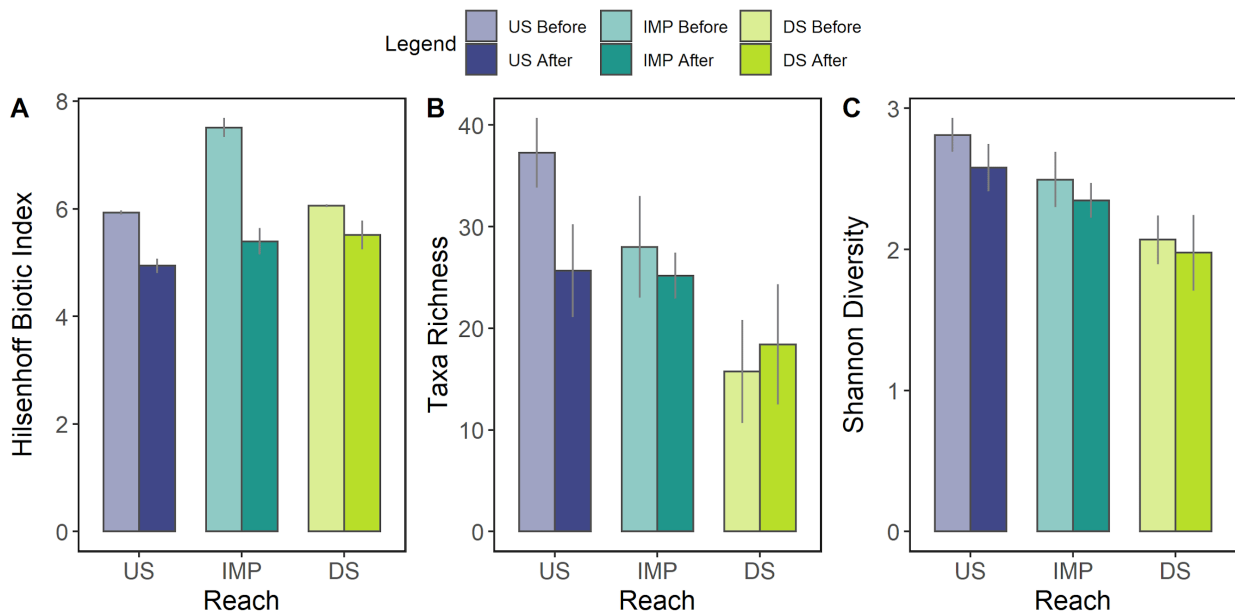 Legend
US Before IMP Before DS Before
US After IMP After DS After
A
Hilsenhoff Biotic Index
8
6
4
2
0
US IMP DS
Reach
B
Taxa Richness
40
30
20
10
0
US IMP DS
Reach
C
Shannon Diversity
3
2
1
0
US IMP DS
Reach